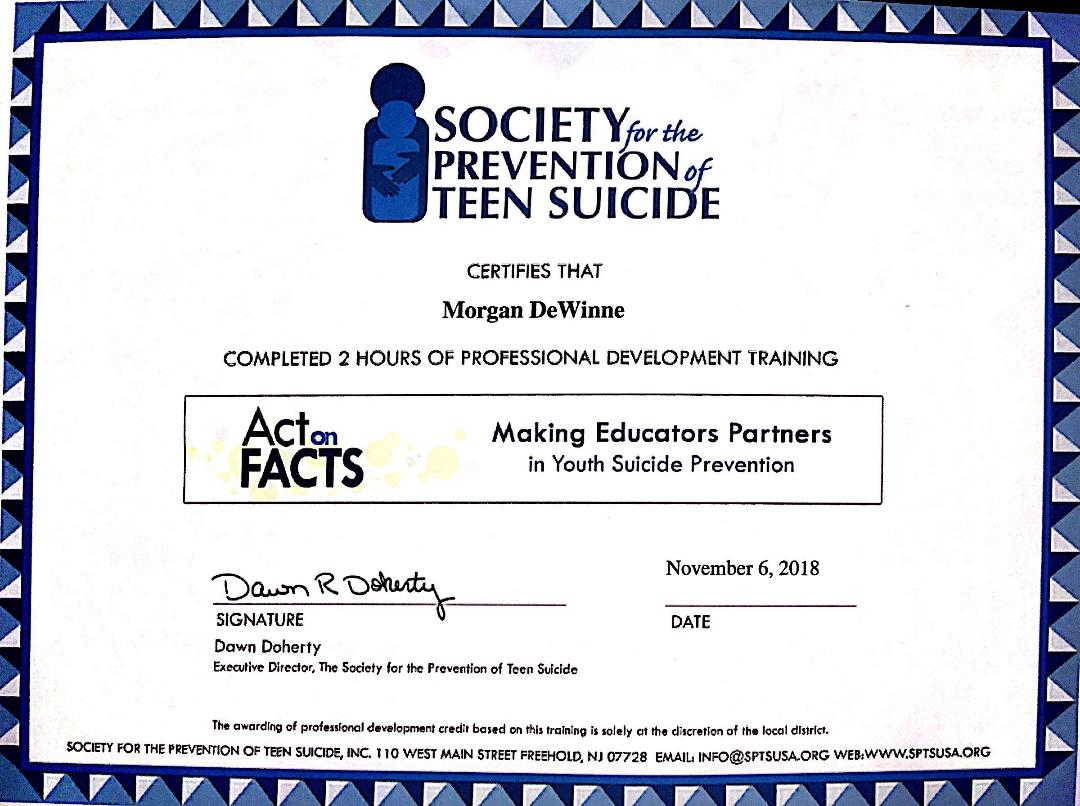 SOCIETY for the
PREVENTION of
TEEN SUICIDE
CERTIFIES THAT
Morgan DeWinne
COMPLETED 2 HOURS OF PROFESSIONAL DEVELOPMENT TRAINING
Act on
FACTS
Making Educators Partners
in Youth Suicide Prevention
Dawn R Doherty
November 6, 2018
SIGNATURE
DATE
Dawn Doherty
Executive Director, The Society for the Prevention of Teen Suicide
The awarding of professional development credit based on this training is solely at the discretion of the local district.
SOCIETY FOR THE PREVENTION OF TEEN SUICIDE, INC. 110 WEST MAIN STREET FREEHOLD, NJ 07728 EMAIL: INFO@SPTSUSA.ORG WEB:WWW.SPTSUSA.ORG